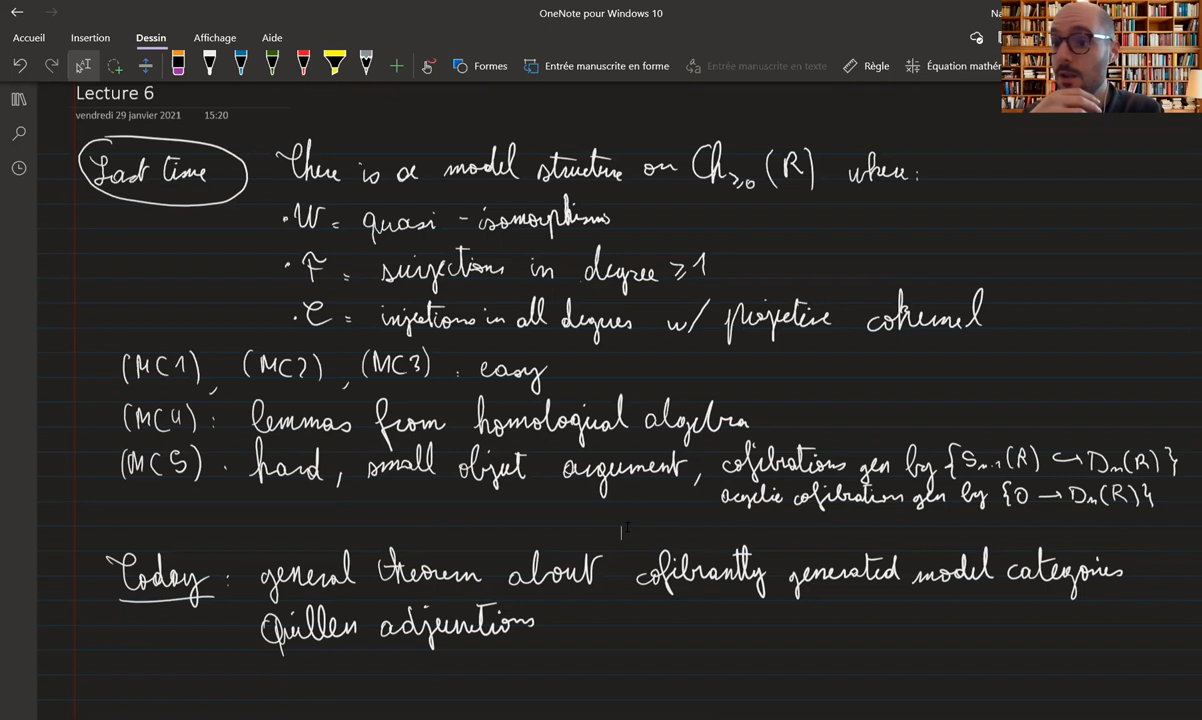 OneNote pour Windows 10
Accueil Insertion Dessin Affichage Aide
Formes Entrée manuscrite en forme Entrée manuscrite en texte Règle Équation mathé
Lecture 6
vendredi 29 janvier 2021 15:20
Last time There is a model structure on Ch≥0 (R) where:
· W = quasi-isomorphisms
· F = surjections in degree ≥ 1
· C = injections in all degrees w/ projective cokernel
(MC1), (MC2), (MC3) : easy
(MC4) : lemmas from homological algebra
(MC5) : hard, small object argument, cofibrations gen by {Sn-1(R) ↪ Dn(R)}
acyclic cofibration gen by {0 → Dn(R)}
Today : general theorem about cofibrantly generated model categories
Quillen adjunctions